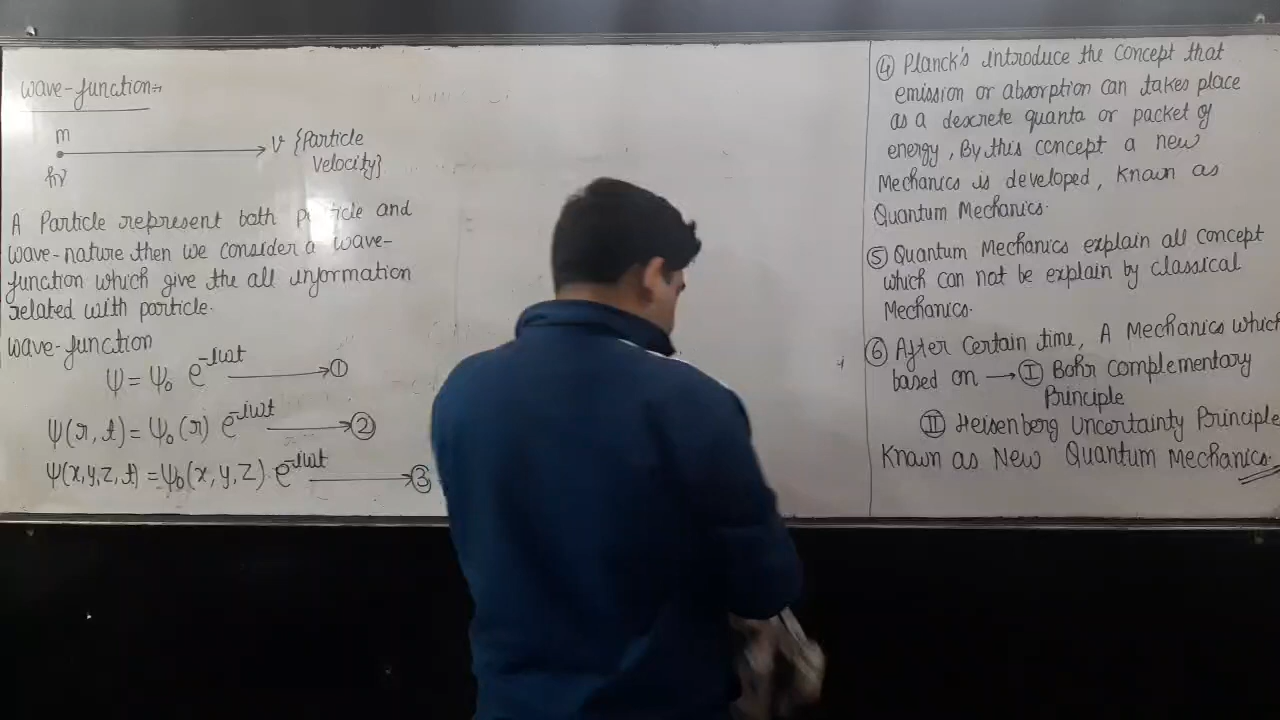 wave-function:-
m
v {Particle
Velocity}
hν
A Particle represent both Particle and
wave-nature then we consider a wave-
function which give the all information
related with particle.
wave-function
ψ = ψ₀ e^-iωt → ①
ψ(r, t) = ψ₀(r) e^-iωt → ②
ψ(x,y,z, t) = ψ₀(x, y, z) e^-iωt → ③
④ Planck's introduce the concept that
emission or absorption can takes place
as a descrete quanta or packet of
energy, By this concept a new
Mechanics is developed, Known as
Quantum Mechanics.
⑤ Quantum Mechanics explain all concept
which can not be explain by classical
Mechanics.
⑥ After Certain time, A Mechanics which
based on → Ⓘ Bohr complementary
Principle
Ⅱ Heisenberg Uncertainty Principle
Known as New Quantum Mechanics.